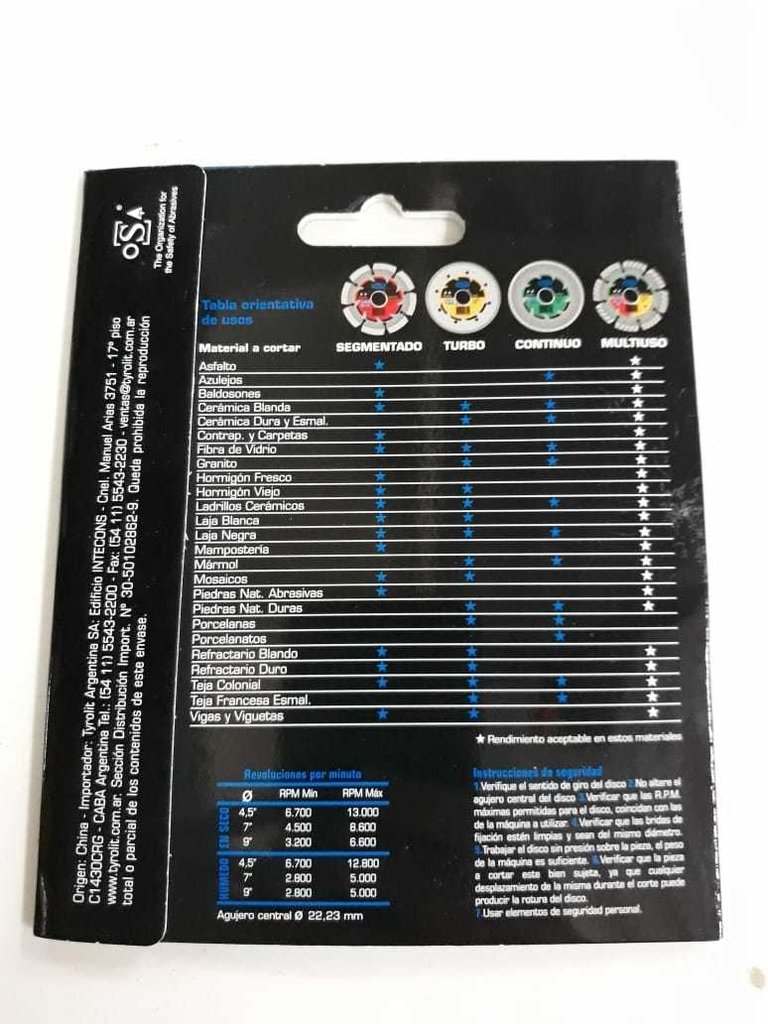 OSA®
The Organization for
the Safety of Abrasives
Origen: China - Importador: Tyrolit Argentina SA: Edificio INTECONS - Cnel. Manuel Arias 3751 - 17° piso
C1430CRG - CABA Argentina Tel.: (54 11) 5543-2200 - Fax: (54 11) 5543-2230 - ventas@tyrolit.com.ar
www.tyrolit.com.ar Sección Distribución Import. N° 30-50102862-9. Queda prohibida la reproducción
total o parcial de los contenidos de este envase.
Tabla orientativa
de usos
Material a cortar SEGMENTADO TURBO CONTINUO MULTIUSO
Asfalto ★ ★
Azulejos ★ ★
Baldosones ★ ★
Cerámica Blanda ★ ★ ★ ★
Cerámica Dura y Esmal. ★ ★ ★
Contrap. y Carpetas ★ ★
Fibra de Vidrio ★ ★ ★ ★
Granito ★ ★ ★
Hormigón Fresco ★ ★
Hormigón Viejo ★ ★ ★
Ladrillos Cerámicos ★ ★ ★ ★
Laja Blanca ★ ★ ★
Laja Negra ★ ★ ★ ★
Mampostería ★ ★
Mármol ★ ★ ★
Mosaicos ★ ★ ★
Piedras Nat. Abrasivas ★ ★
Piedras Nat. Duras ★ ★ ★
Porcelanas ★ ★
Porcelanatos ★
Refractario Blando ★ ★ ★
Refractario Duro ★ ★ ★
Teja Colonial ★ ★ ★ ★
Teja Francesa Esmal. ★ ★ ★
Vigas y Viguetas ★ ★ ★
★ Rendimiento aceptable en estos materiales
Revoluciones por minuto
Ø RPM Mín RPM Máx
EN SECO
4,5" 6.700 13.000
7" 4.500 8.600
9" 3.200 6.600
HUMEDO
4,5" 6.700 12.800
7" 2.800 5.000
9" 2.800 5.000
Agujero central Ø 22,23 mm
Instrucciones de seguridad
1.Verifique el sentido de giro del disco 2.No altere el
agujero central del disco 3.Verificar que las R.P.M.
máximas permitidas para el disco, coincidan con las
de la máquina a utilizar. 4.Verificar que las bridas de
fijación estén limpias y sean del mismo diámetro.
5.Trabajar el disco sin presión sobre la pieza, el peso
de la máquina es suficiente. 6.Verificar que la pieza
a cortar este bien sujeta, ya que cualquier
desplazamiento de la misma durante el corte puede
producir la rotura del disco.
7.Usar elementos de seguridad personal.